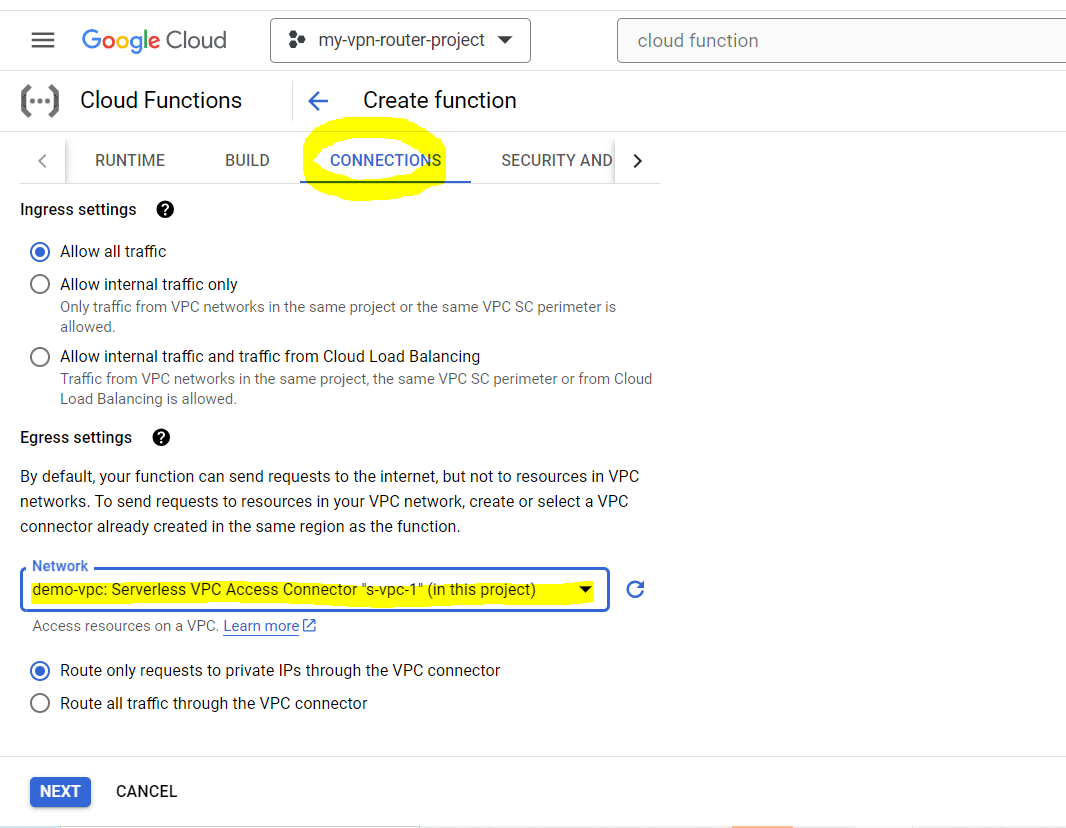 Google Cloud
my-vpn-router-project
cloud function
Cloud Functions
Create function
RUNTIME
BUILD
CONNECTIONS
SECURITY AND
Ingress settings
Allow all traffic
Allow internal traffic only
Only traffic from VPC networks in the same project or the same VPC SC perimeter is
allowed.
Allow internal traffic and traffic from Cloud Load Balancing
Traffic from VPC networks in the same project, the same VPC SC perimeter or from Cloud
Load Balancing is allowed.
Egress settings
By default, your function can send requests to the internet, but not to resources in VPC
networks. To send requests to resources in your VPC network, create or select a VPC
connector already created in the same region as the function.
Network
demo-vpc: Serverless VPC Access Connector "s-vpc-1" (in this project)
Access resources on a VPC. Learn more
Route only requests to private IPs through the VPC connector
Route all traffic through the VPC connector
NEXT
CANCEL